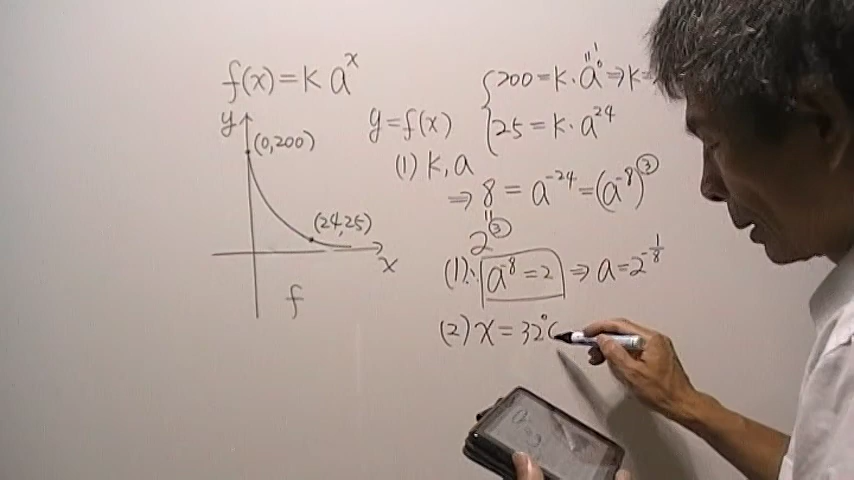 f(x) = k a^x
y
(0,200)
(24,25)
x
f
y = f(x)
(1) k, a
200 = k · a^0 ⇒ k =
1
25 = k · a^24
⇒ 8 = a^-24 = (a^-8)^3
2^3
(1): a^-8 = 2 ⇒ a = 2^-1/8
(2) x = 32°C